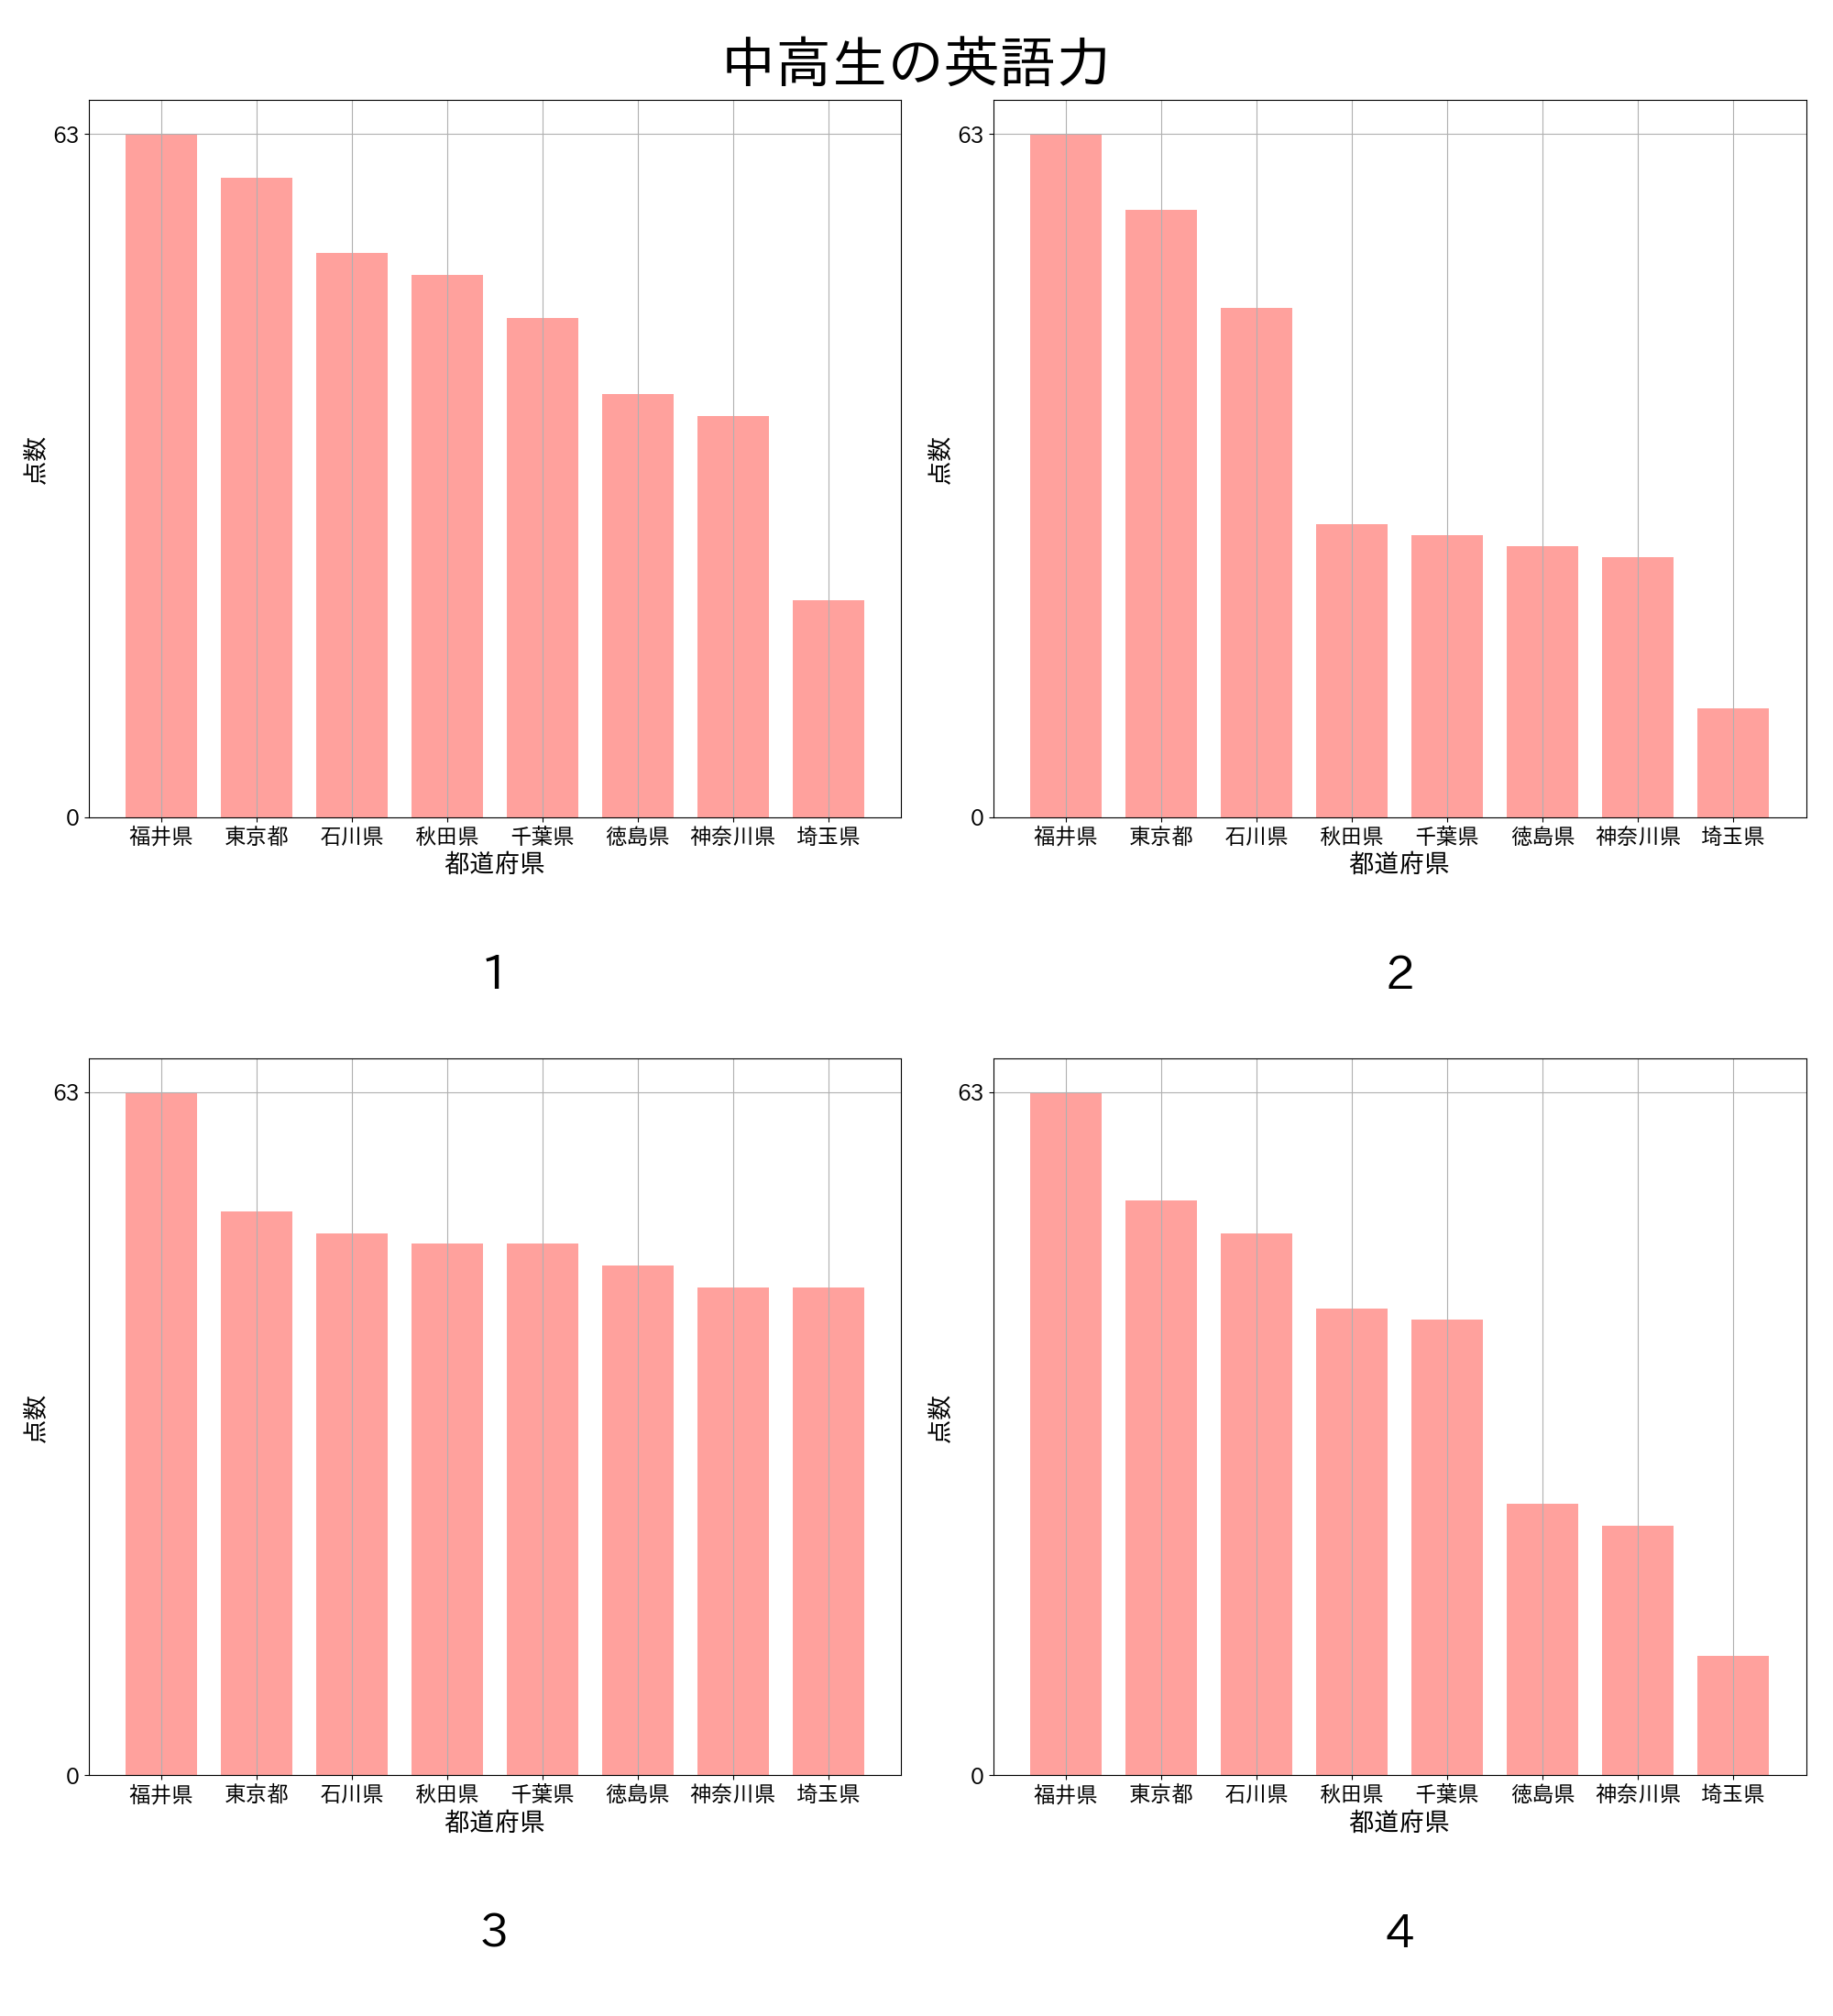 中高生の英語力
63
0
点数
福井県 東京都 石川県 秋田県 千葉県 徳島県 神奈川県 埼玉県
都道府県
1
63
0
点数
福井県 東京都 石川県 秋田県 千葉県 徳島県 神奈川県 埼玉県
都道府県
2
63
0
点数
福井県 東京都 石川県 秋田県 千葉県 徳島県 神奈川県 埼玉県
都道府県
3
63
0
点数
福井県 東京都 石川県 秋田県 千葉県 徳島県 神奈川県 埼玉県
都道府県
4